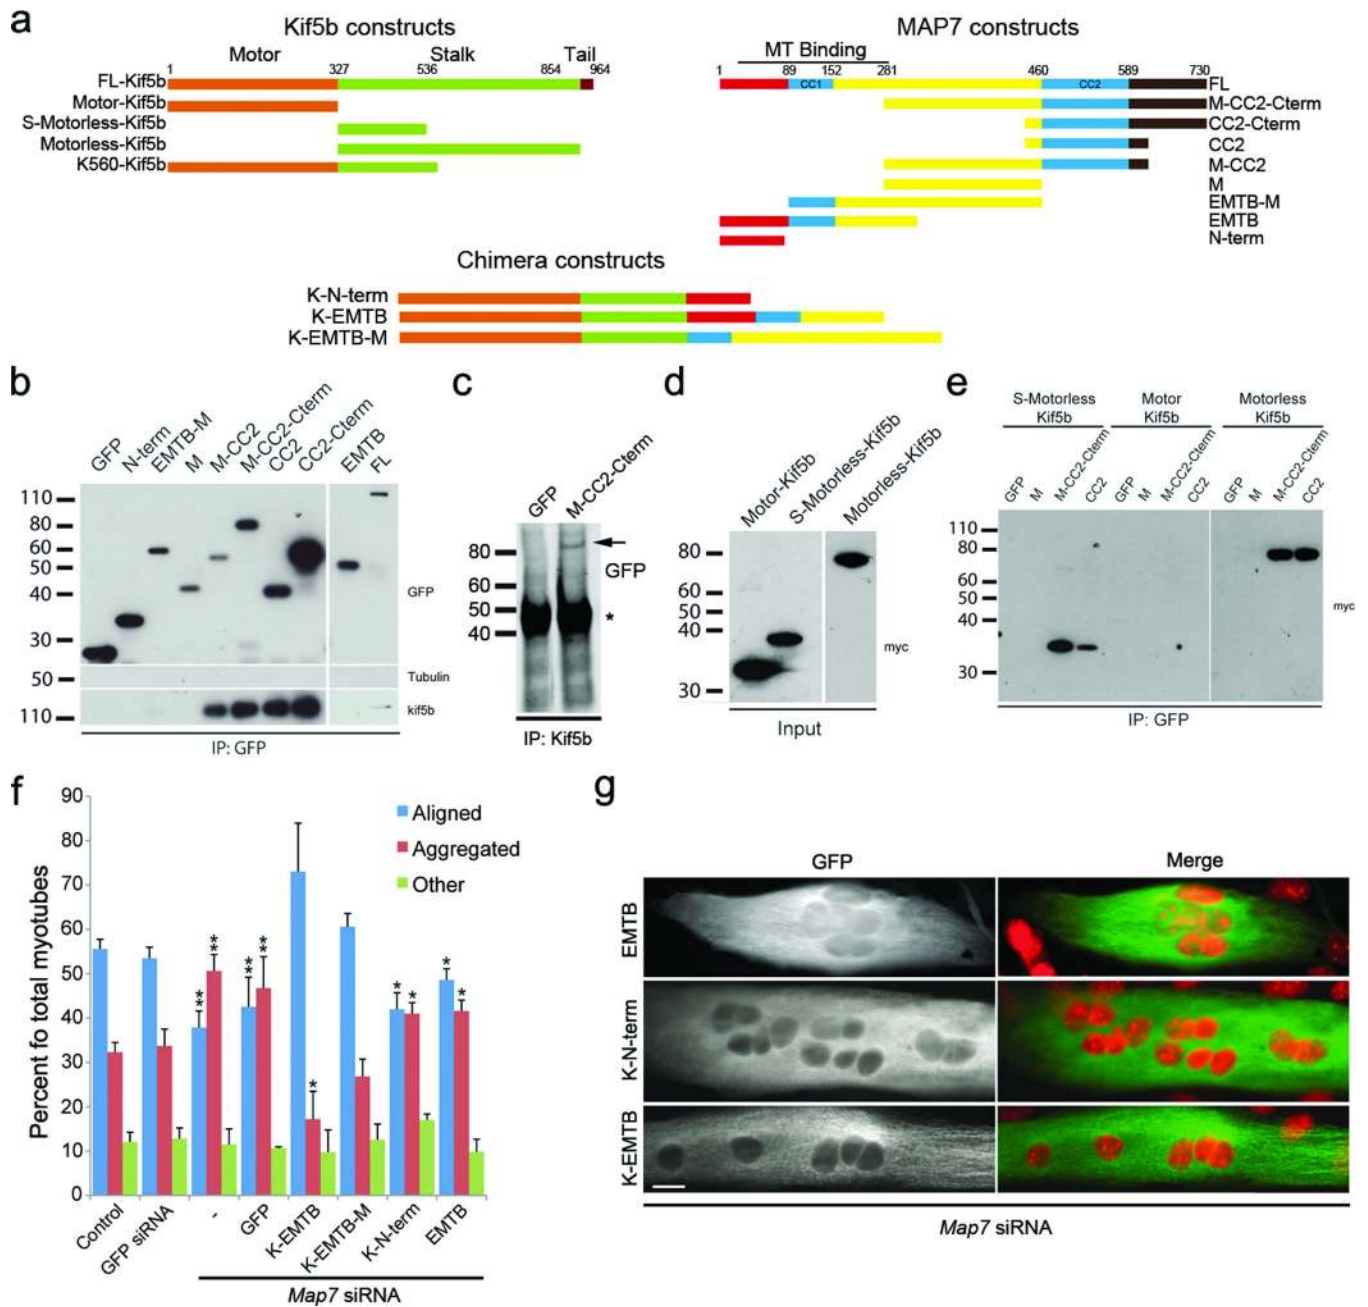 a
Kif5b constructs
Motor Stalk Tail
1 327 536 854 964
FL-Kif5b
Motor-Kif5b
S-Motorless-Kif5b
Motorless-Kif5b
K560-Kif5b
MAP7 constructs
MT Binding
1 89 152 281 460 589 730
CC1 CC2 FL
M-CC2-Cterm
CC2-Cterm
CC2
M-CC2
M
EMTB-M
EMTB
N-term
Chimera constructs
K-N-term
K-EMTB
K-EMTB-M
b
GFP N-term EMTB-M M M-CC2 M-CC2-Cterm CC2 CC2-Cterm EMTB FL
110
80
60
50
40
30
GFP
50
Tubulin
110
kif5b
IP: GFP
c
GFP M-CC2-Cterm
80
60
50
40
GFP
*
IP: Kif5b
d
Motor-Kif5b S-Motorless-Kif5b Motorless-Kif5b
80
60
50
40
30
myc
Input
e
S-Motorless Kif5b
Motor Kif5b
Motorless Kif5b
GFP M M-CC2-Cterm CC2 GFP M M-CC2-Cterm CC2 GFP M M-CC2-Cterm CC2
110
80
60
50
40
30
myc
IP: GFP
f
Percent fo total myotubes
90
80
70
60
50
40
30
20
10
0
Aligned
Aggregated
Other
** ** ** ** * * * * *
Control GFP siRNA - GFP K-EMTB K-EMTB-M K-N-term EMTB
Map7 siRNA
g
GFP Merge
EMTB
K-N-term
K-EMTB
Map7 siRNA